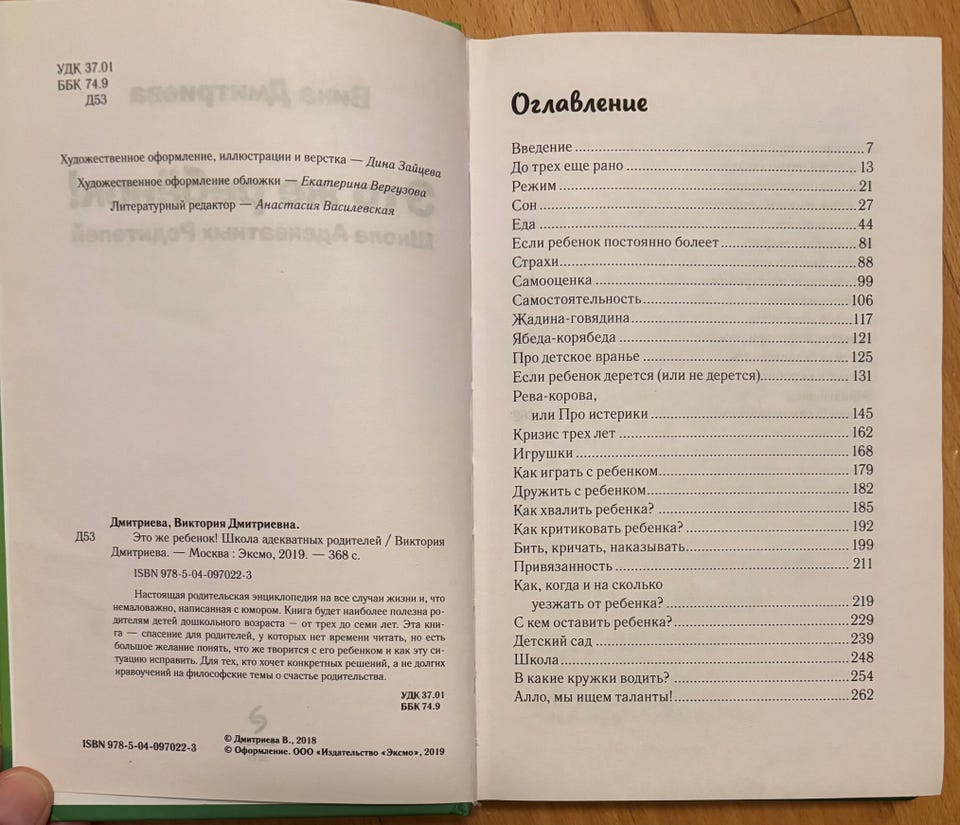 УДК 37.01
ББК 74.9
Д53
Художественное оформление, иллюстрации и верстка — Дина Зайцева
Художественное оформление обложки — Екатерина Вергузова
Литературный редактор — Анастасия Василевская
Дмитриева, Виктория Дмитриевна.
Д53 Это же ребенок! Школа адекватных родителей / Виктория
Дмитриева. — Москва : Эксмо, 2019. — 368 с.
ISBN 978-5-04-097022-3
Настоящая родительская энциклопедия на все случаи жизни и, что
немаловажно, написанная с юмором. Книга будет наиболее полезна ро-
дителям детей дошкольного возраста — от трех до семи лет. Эта кни-
га — спасение для родителей, у которых нет времени читать, но есть
большое желание понять, что же творится с его ребенком и как эту си-
туацию исправить. Для тех, кто хочет конкретных решений, а не долгих
нравоучений на философские темы о счастье родительства.
УДК 37.01
ББК 74.9
ISBN 978-5-04-097022-3
© Дмитриева В., 2018
© Оформление. ООО «Издательство «Эксмо», 2019
Оглавление
Введение 7
До трех еще рано 13
Режим 21
Сон 27
Еда 44
Если ребенок постоянно болеет 81
Страхи 88
Самооценка 99
Самостоятельность 106
Жадина-говядина 117
Ябеда-корябеда 121
Про детское вранье 125
Если ребенок дерется (или не дерется) 131
Рева-корова,
или Про истерики 145
Кризис трех лет 162
Игрушки 168
Как играть с ребенком 179
Дружить с ребенком 182
Как хвалить ребенка? 185
Как критиковать ребенка? 192
Бить, кричать, наказывать 199
Привязанность 211
Как, когда и на сколько
уезжать от ребенка? 219
С кем оставить ребенка? 229
Детский сад 239
Школа 248
В какие кружки водить? 254
Алло, мы ищем таланты! 262